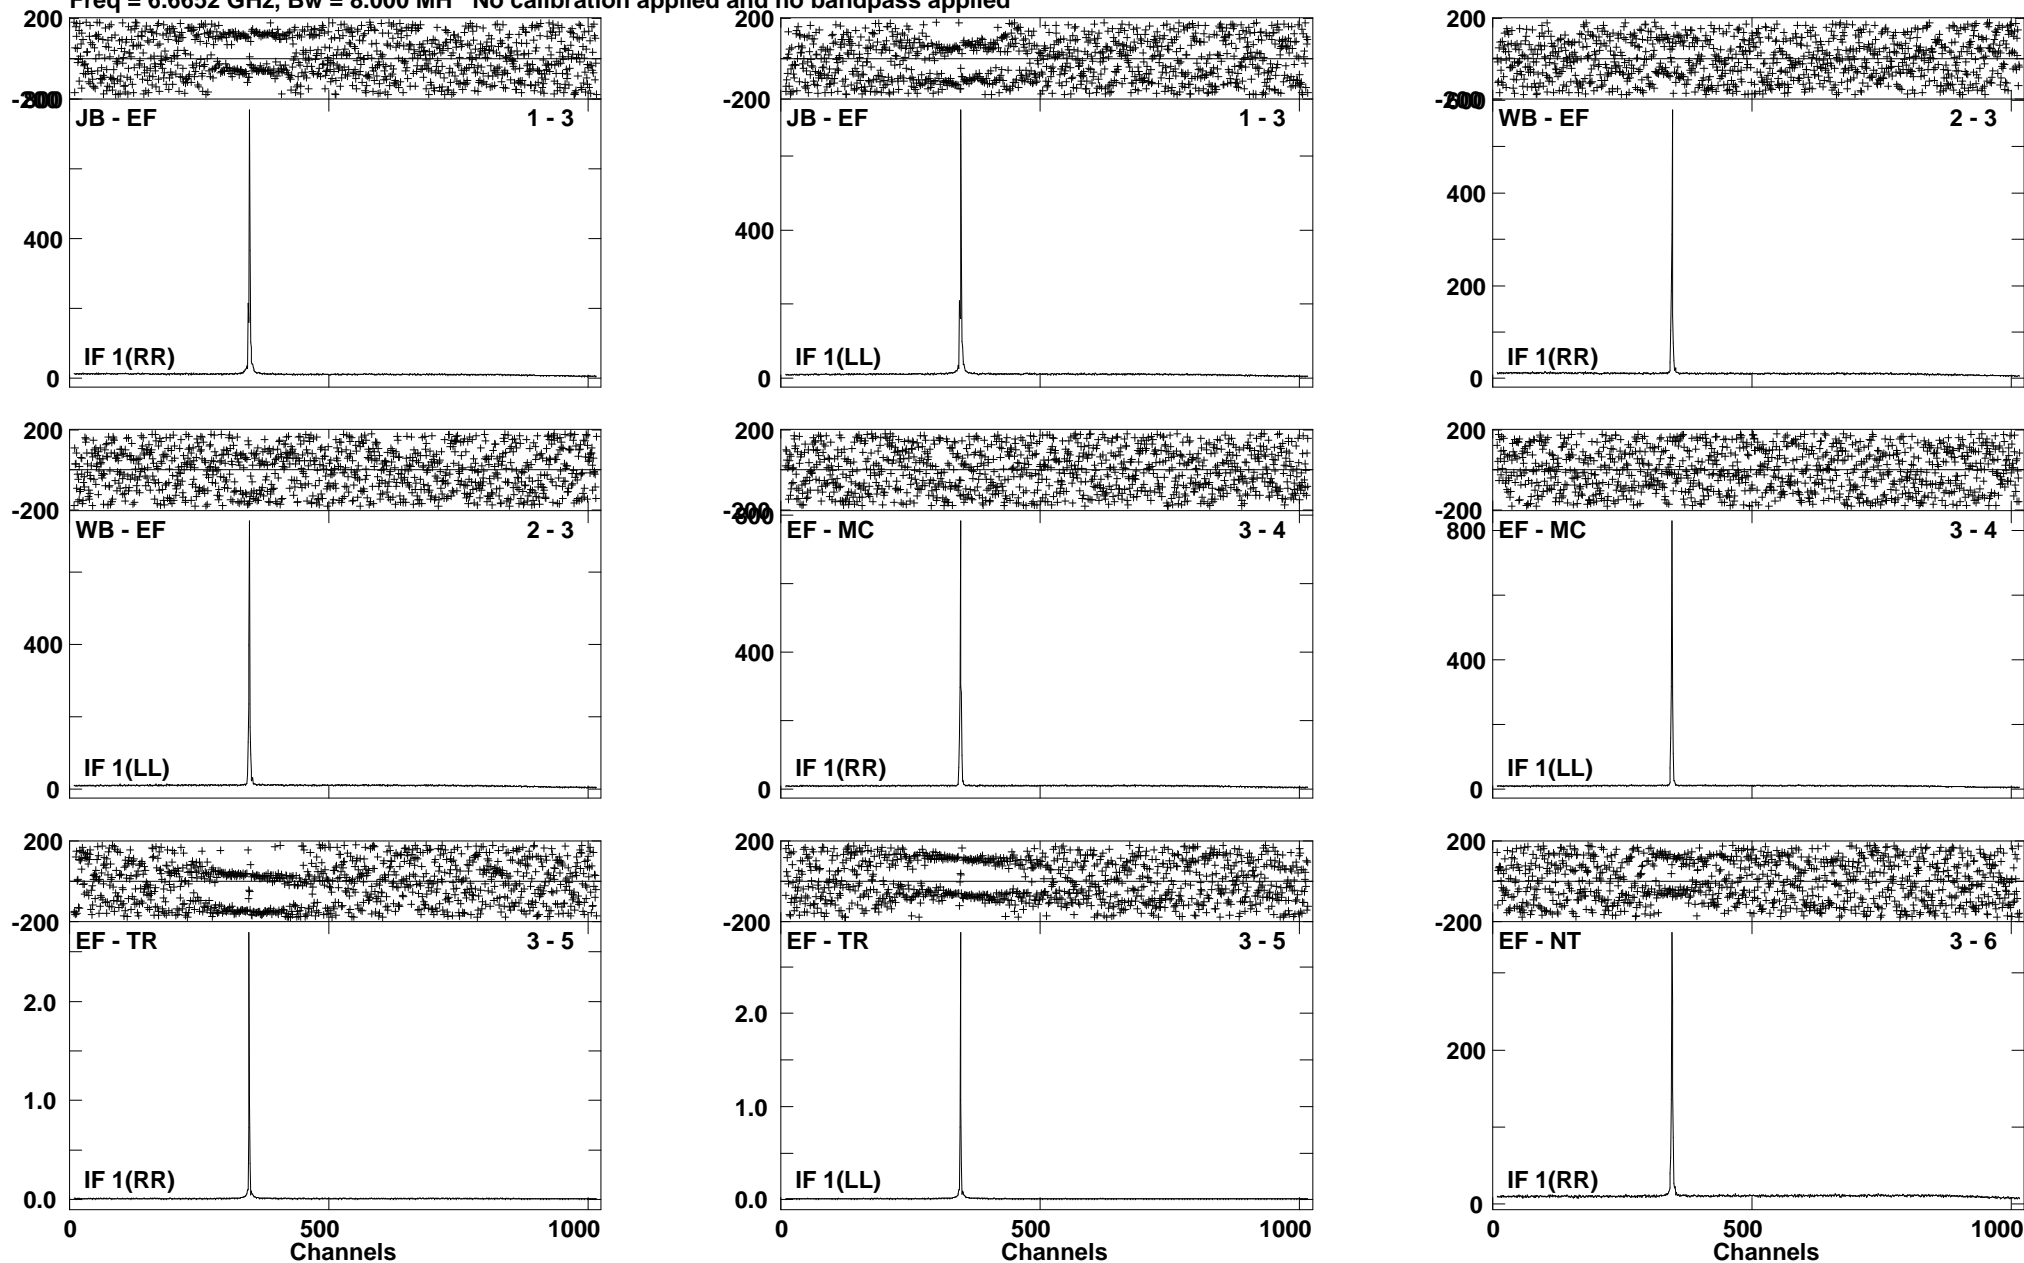 Freq = 6.6652 GHz, Bw = 8.000 MH   No calibration applied and no bandpass applied
200
200
200
-200
-200
JB - EF
1 - 3
JB - EF
1 - 3
WB - EF
2 - 3
400
400
400
200
IF 1(RR)
IF 1(LL)
IF 1(RR)
0
0
0
200
200
200
-200
-200
WB - EF
2 - 3
EF - MC
3 - 4
EF - MC
3 - 4
800
400
400
400
IF 1(LL)
IF 1(RR)
IF 1(LL)
0
0
0
200
200
200
-200
-200
-200
EF - TR
3 - 5
EF - TR
3 - 5
EF - NT
3 - 6
2.0
2.0
200
1.0
1.0
IF 1(RR)
IF 1(LL)
IF 1(RR)
0.0
0.0
0
0
500
1000
0
500
1000
0
500
1000
Channels
Channels
Channels